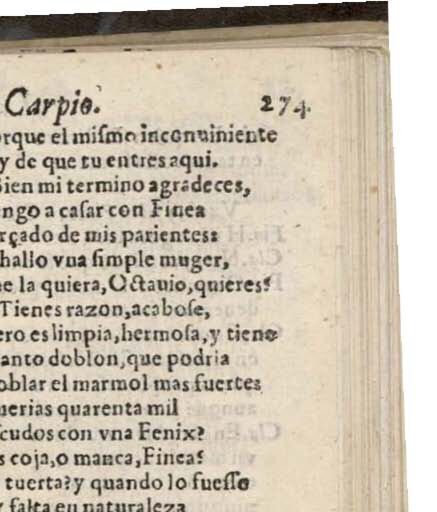 Carpio. 274.
rque el miſmo inconuiniente
y de que tu entres aqui.
Bien mi termino agradeces,
ngo a caſar con Finea
rçado de mis parientes:
hallo vna ſimple muger,
e la quiera, Octauio, quieres?
Tienes razon, acaboſe,
ero es limpia, hermoſa, y tiene
anto doblon, que podria
oblar el marmol mas fuerte:
uerias quarenta mil
ſcudos con vna Fenix?
s coja, o manca, Finea?
tuerta? y quando lo fueſſe
falta en naturaleza